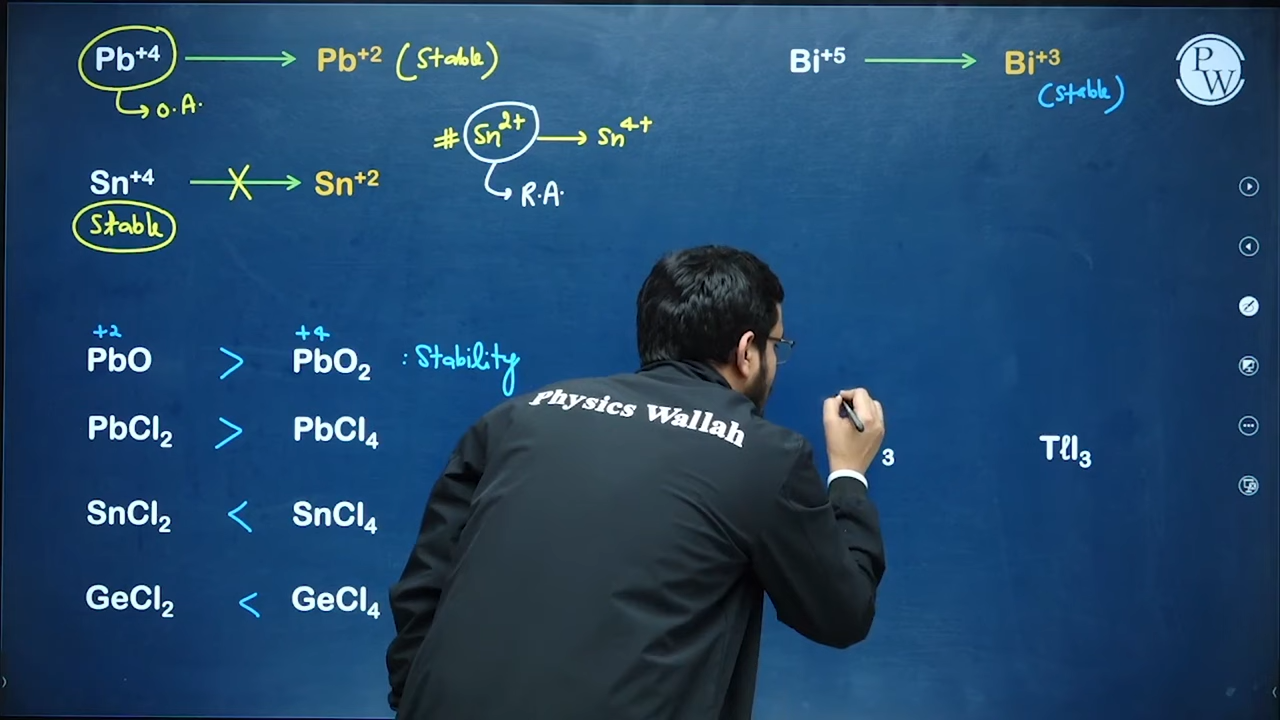 Pb+4 → Pb+2 (Stable)
O.A.
Bi+5 → Bi+3
(Stable)
PW
# Sn2+ → Sn4+
R.A.
Sn+4 → Sn+2
Stable
+2 +4
PbO > PbO2 : Stability
PbCl2 > PbCl4
SnCl2 < SnCl4
GeCl2 < GeCl4
Physics Wallah
3
TlI3